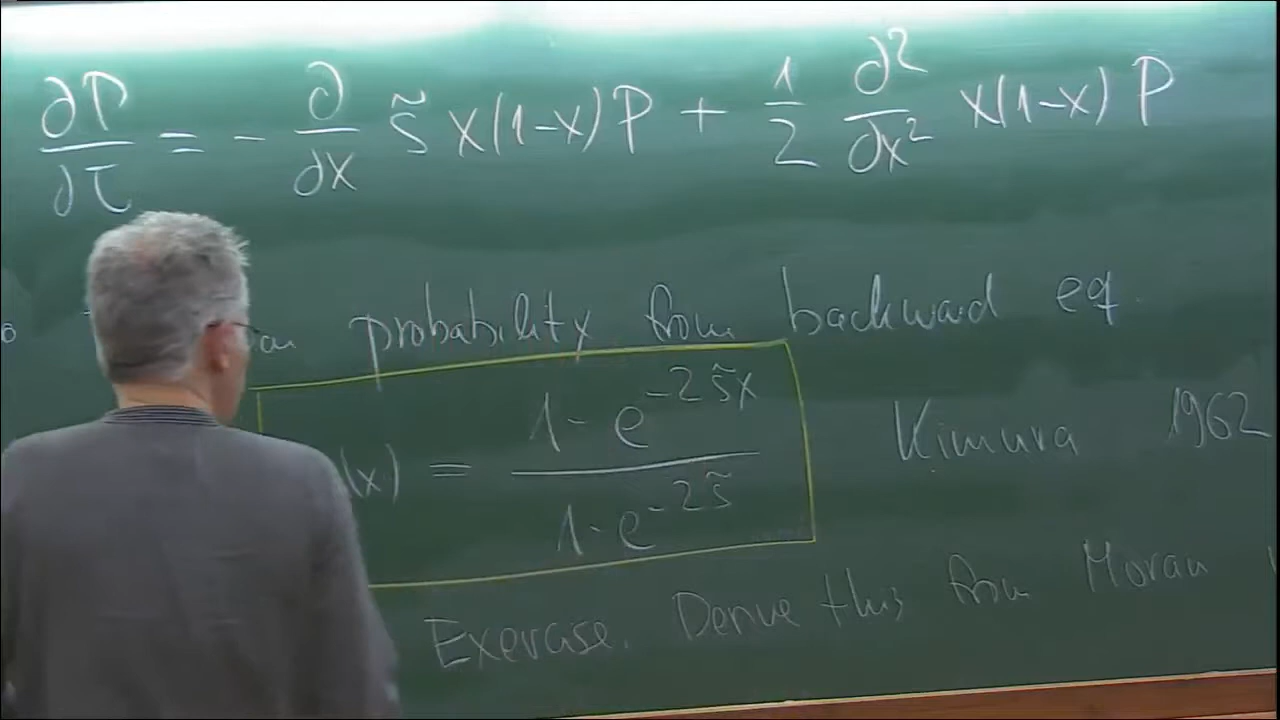 ∂P/∂τ = - ∂/∂x s̃ x(1-x)P + 1/2 ∂²/∂x² x(1-x) P
probability from backward eq.
(x) = (1 - e^{-2s̃x}) / (1 - e^{-2s̃})
Kimura 1962
Exercise. Derive this from Moran